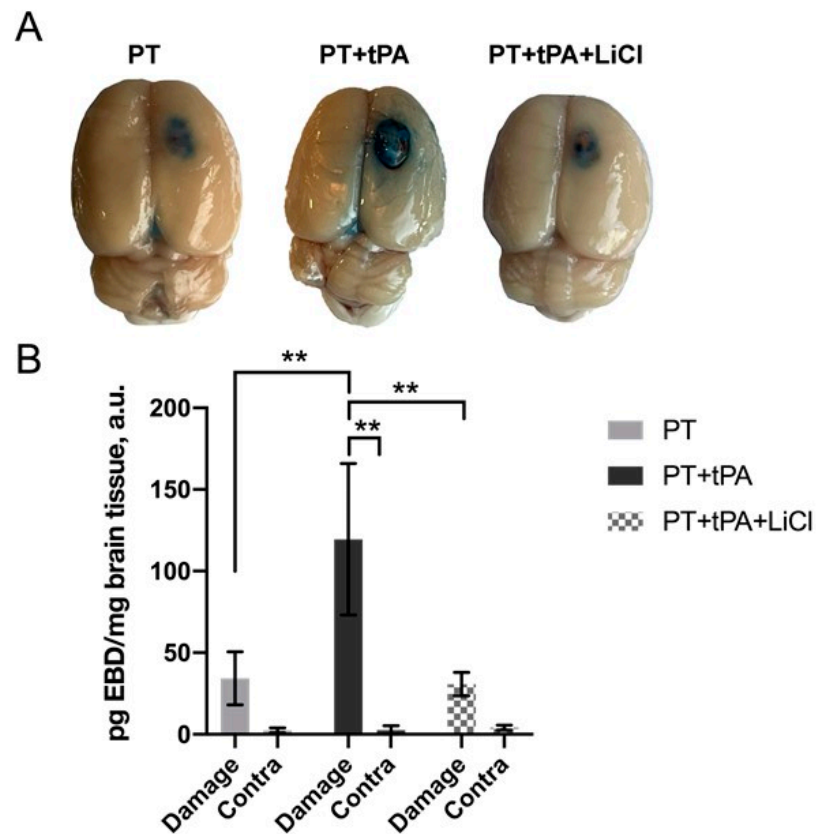 A
PT PT+tPA PT+tPA+LiCl
B
pg EBD/mg brain tissue, a.u.
200
150
100
50
0
**
**
**
Damage Contra Damage Contra Damage Contra
PT
PT+tPA
PT+tPA+LiCl